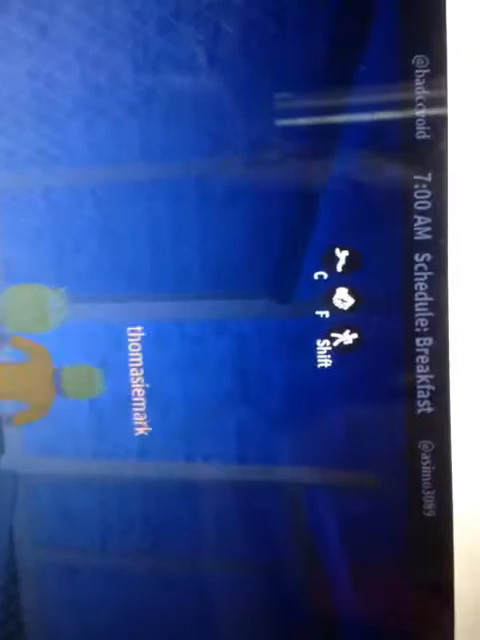 @badccvoid 7:00 AM Schedule: Breakfast @asimo3089
C F Shift
thomasiemark